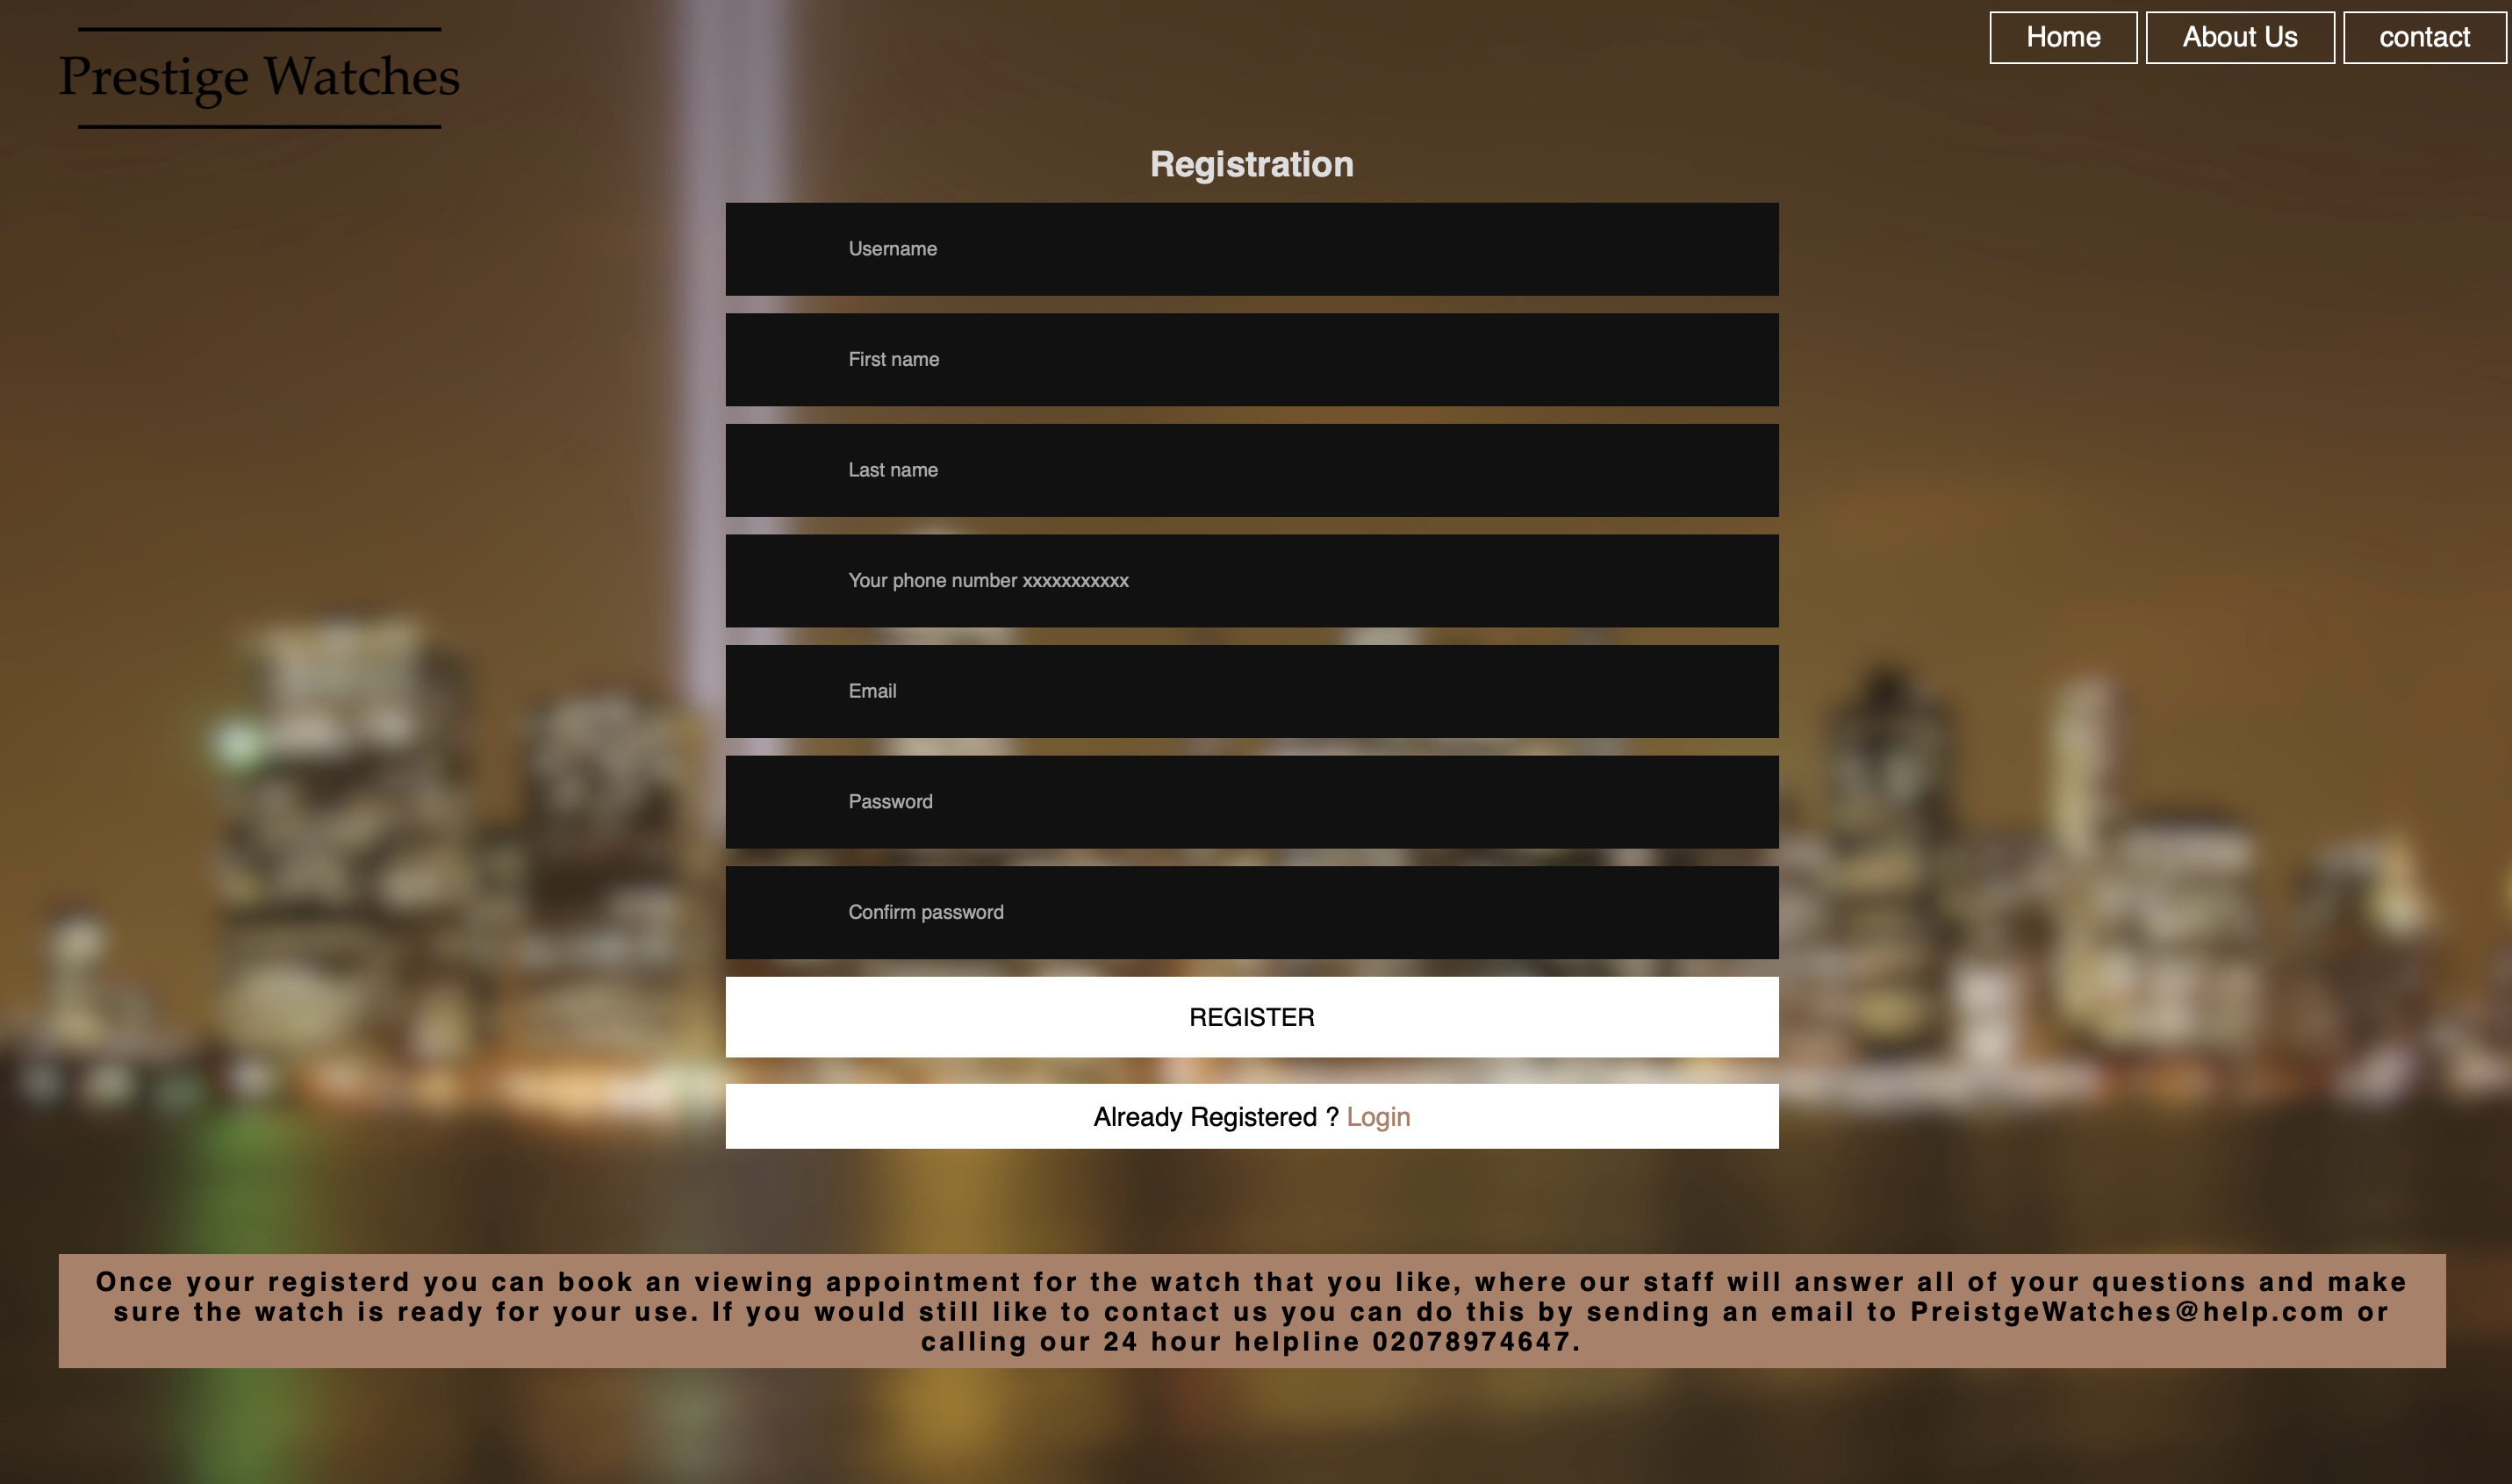 Prestige Watches
Home
About Us
contact
Registration
Username
First name
Last name
Your phone number xxxxxxxxxxx
Email
Password
Confirm password
REGISTER
Already Registered ? Login
Once your registerd you can book an viewing appointment for the watch that you like, where our staff will answer all of your questions and make
sure the watch is ready for your use. If you would still like to contact us you can do this by sending an email to PreistgeWatches@help.com or
calling our 24 hour helpline 02078974647.